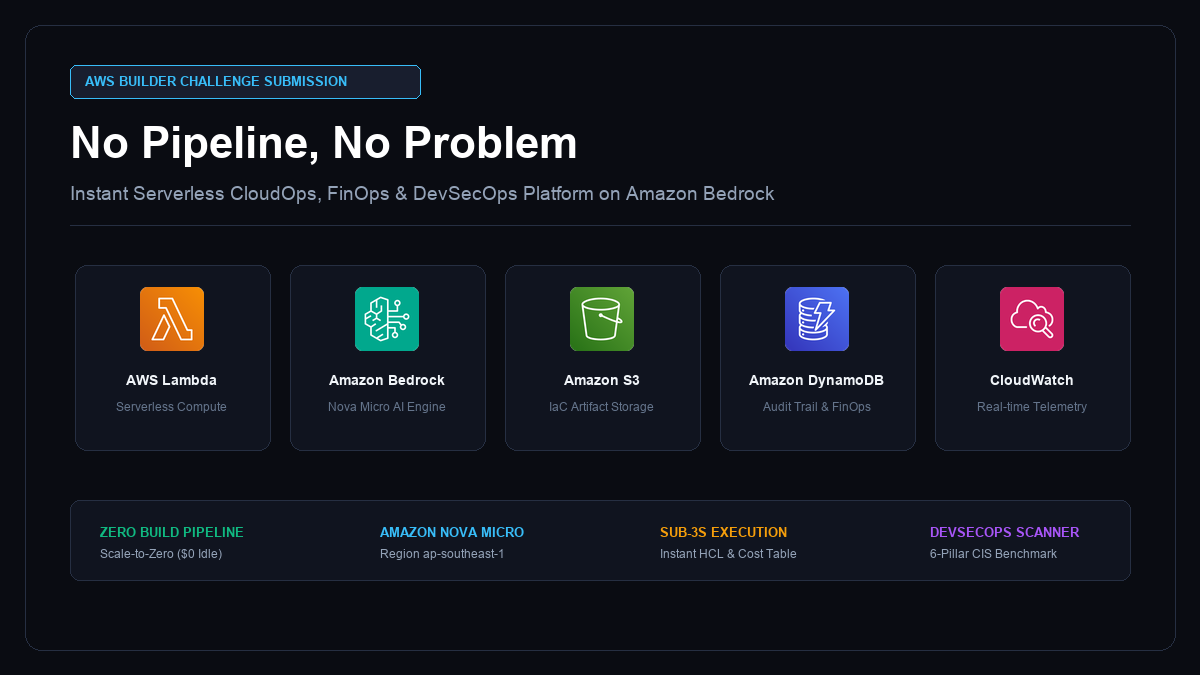 AWS BUILDER CHALLENGE SUBMISSION
No Pipeline, No Problem
Instant Serverless CloudOps, FinOps & DevSecOps Platform on Amazon Bedrock
AWS Lambda
Serverless Compute
Amazon Bedrock
Nova Micro AI Engine
Amazon S3
IaC Artifact Storage
Amazon DynamoDB
Audit Trail & FinOps
CloudWatch
Real-time Telemetry
ZERO BUILD PIPELINE
Scale-to-Zero ($0 Idle)
AMAZON NOVA MICRO
Region ap-southeast-1
SUB-3S EXECUTION
Instant HCL & Cost Table
DEVSECOPS SCANNER
6-Pillar CIS Benchmark